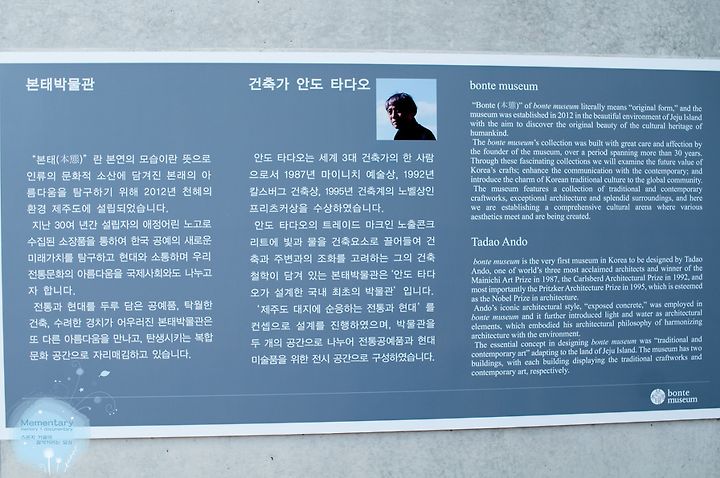 본태박물관
"본태(本態)" 란 본연의 모습이란 뜻으로
인류의 문화적 소산에 담겨진 본래의 아
름다움을 탐구하기 위해 2012년 천혜의
환경 제주도에 설립되었습니다.
지난 30여 년간 설립자의 애정어린 노고로
수집된 소장품을 통하여 한국 공예의 새로운
미래가치를 탐구하고 현대와 소통하며 우리
전통문화의 아름다움을 국제사회와도 나누고
자 합니다.
전통과 현대를 두루 담은 공예품, 탁월한
건축, 수려한 경치가 어우러진 본태박물관은
또 다른 아름다움을 만나고, 탄생시키는 복합
문화 공간으로 자리매김하고 있습니다.
건축가 안도 타다오
안도 타다오는 세계 3대 건축가의 한 사람
으로서 1987년 마이니치 예술상, 1992년
칼스버그 건축상, 1995년 건축계의 노벨상인
프리츠커상을 수상하였습니다.
안도 타다오의 트레이드 마크인 노출콘크
리트에 빛과 물을 건축요소로 끌어들여 건
축과 주변과의 조화를 고려하는 그의 건축
철학이 담겨 있는 본태박물관은 '안도 타다
오가 설계한 국내 최초의 박물관' 입니다.
'제주도 대지에 순응하는 전통과 현대' 를
컨셉으로 설계를 진행하였으며, 박물관을
두 개의 공간으로 나누어 전통공예품과 현대
미술품을 위한 전시 공간으로 구성하였습니다.
bonte museum
"Bonte (本態)" of bonte museum literally means "original form," and the
museum was established in 2012 in the beautiful environment of Jeju Island
with the aim to discover the original beauty of the cultural heritage of
humankind.
The bonte museum's collection was built with great care and affection by
the founder of the museum, over a period spanning more than 30 years.
Through these fascinating collections we will examine the future value of
Korea's crafts; enhance the communication with the contemporary; and
introduce the charm of Korean traditional culture to the global community.
The museum features a collection of traditional and contemporary
craftworks, exceptional architecture and splendid surroundings, and here
we are establishing a comprehensive cultural arena where various
aesthetics meet and are being created.
Tadao Ando
bonte museum is the very first museum in Korea to be designed by Tadao
Ando, one of world's three most acclaimed architects and winner of the
Mainichi Art Prize in 1987, the Carlsberd Architectural Prize in 1992, and
most importantly the Pritzker Architecture Prize in 1995, which is esteemed
as the Nobel Prize in architecture.
Ando's iconic architectural style, "exposed concrete," was employed in
bonte museum and it further introduced light and water as architectural
elements, which embodied his architectural philosophy of harmonizing
architecture with the environment.
The essential concept in designing bonte museum was "traditional and
contemporary art" adapting to the land of Jeju Island. The museum has two
buildings, with each building displaying the traditional craftworks and
contemporary art, respectively.
bonte
museum
Mementary
memory + documentary